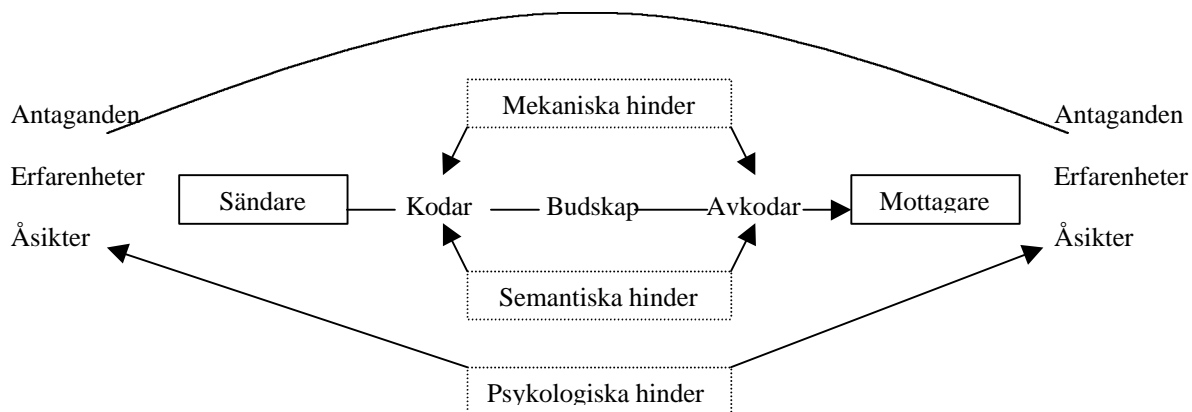 Mekaniska hinder
Antaganden
Antaganden
Erfarenheter
Erfarenheter
Sändare
Kodar
Budskap
Avkodar
Mottagare
Åsikter
Åsikter
Semantiska hinder
Psykologiska hinder